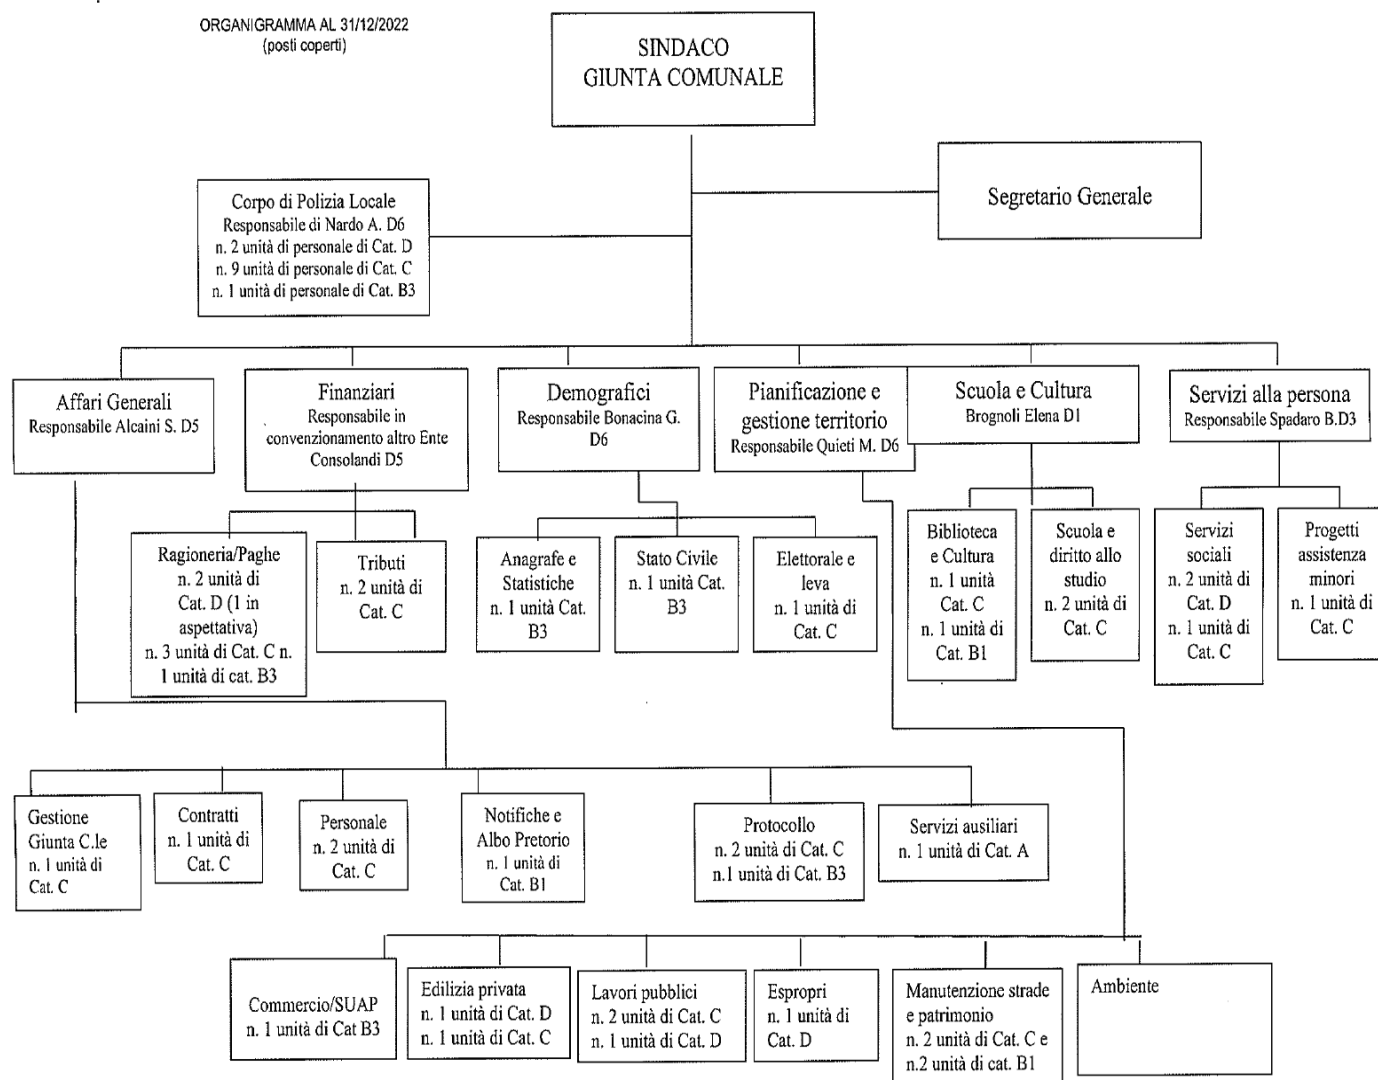 ORGANIGRAMMA AL 31/12/2022
(posti coperti)
SINDACO
GIUNTA COMUNALE
Segretario Generale
Corpo di Polizia Locale
Responsabile di Nardo A. D6
n. 2 unità di personale di Cat. D
n. 9 unità di personale di Cat. C
n. 1 unità di personale di Cat. B3
Affari Generali
Responsabile Alcaini S. D5
Finanziari
Responsabile in
convenzionamento altro Ente
Consolandi D5
Demografici
Responsabile Bonacina G.
D6
Pianificazione e
gestione territorio
Responsabile Quieti M. D6
Scuola e Cultura
Brognoli Elena D1
Servizi alla persona
Responsabile Spadaro B.D3
Ragioneria/Paghe
n. 2 unità di
Cat. D (1 in
aspettativa)
n. 3 unità di Cat. C n.
1 unità di cat. B3
Tributi
n. 2 unità di
Cat. C
Anagrafe e
Statistiche
n. 1 unità Cat.
B3
Stato Civile
n. 1 unità Cat.
B3
Elettorale e
leva
n. 1 unità di
Cat. C
Biblioteca
e Cultura
n. 1 unità
Cat. C
n. 1 unità di
Cat. B1
Scuola e
diritto allo
studio
n. 2 unità di
Cat. C
Servizi
sociali
n. 2 unità di
Cat. D
n. 1 unità di
Cat. C
Progetti
assistenza
minori
n. 1 unità di
Cat. C
Gestione
Giunta C.le
n. 1 unità di
Cat. C
Contratti
n. 1 unità di
Cat. C
Personale
n. 2 unità di
Cat. C
Notifiche e
Albo Pretorio
n. 1 unità di
Cat. B1
Protocollo
n. 2 unità di Cat. C
n.1 unità di Cat. B3
Servizi ausiliari
n. 1 unità di Cat. A
Commercio/SUAP
n. 1 unità di Cat B3
Edilizia privata
n. 1 unità di Cat. D
n. 1 unità di Cat. C
Lavori pubblici
n. 2 unità di Cat. C
n. 1 unità di Cat. D
Espropri
n. 1 unità di
Cat. D
Manutenzione strade
e patrimonio
n. 2 unità di Cat. C e
n.2 unità di cat. B1
Ambiente